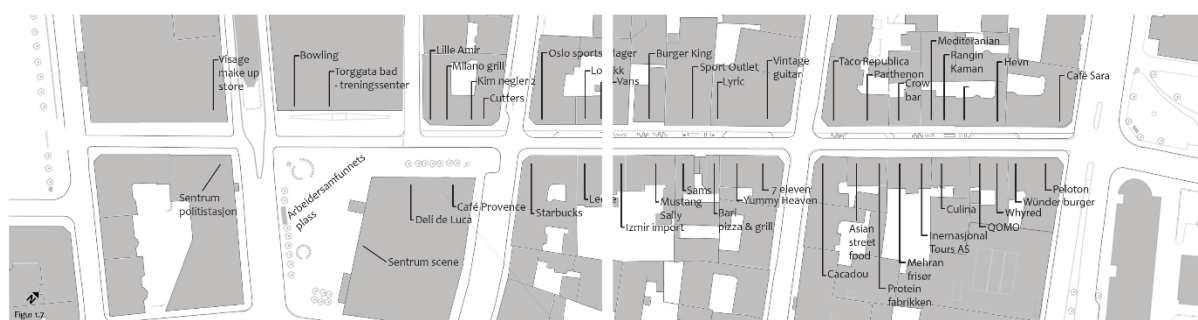 Visage
make up
store
Bowling
Torggata bad
- treningssenter
Lille Amir
Milano grill
Kim negler 2
Cutters
Oslo sportslager
Vans
Burger King
Sport Outlet
Lyric
Vintage
guitar
Taco Republica
Parthenon
Crow
bar
Mediteranian
Rangin
Kaman
Hevn
Café Sara
Sentrum
politistasjon
Arbeidersamfunnets
plass
Deli de Luca
Café Provence
Sentrum scene
Starbucks
Izmir import
Mustang
Sally
Sams
Bari
pizza & grill
7 eleven
Yummy Heaven
Cacadou
Asian
street
food
Protein
fabrikken
Mehran
frisør
Inernasjonal
Tours AS
Culina
QOMO
Whyred
Wünder burger
Peloton
N
Figur 1.7.